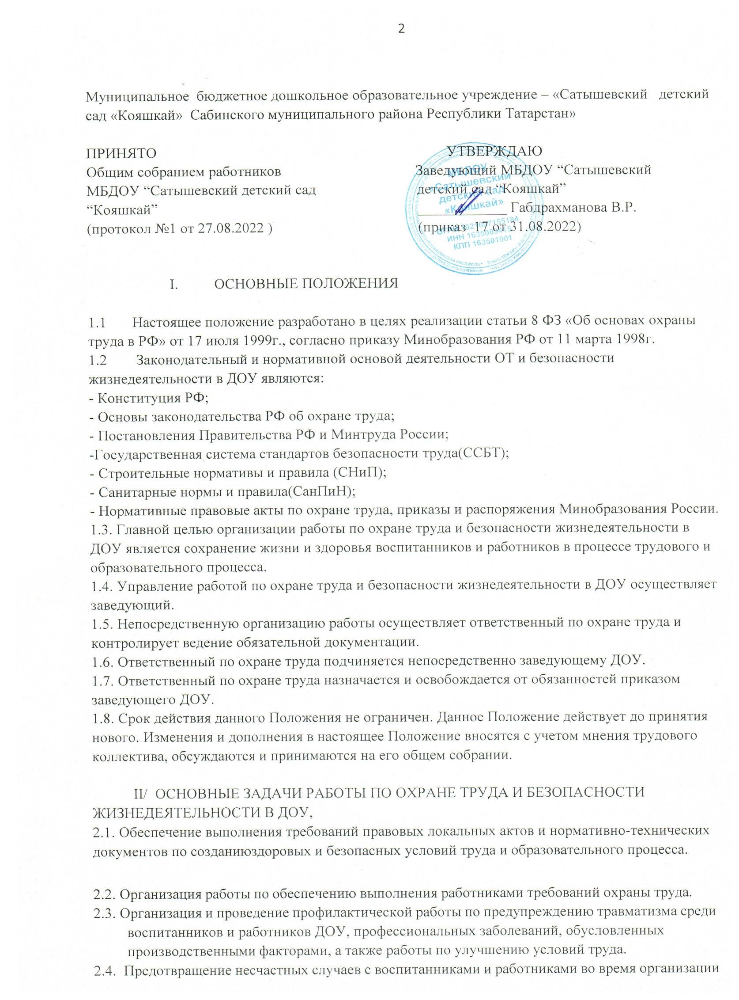 2
Муниципальное бюджетное дошкольное образовательное учреждение – «Сатышевский детский
сад «Кояшкай» Сабинского муниципального района Республики Татарстан»
ПРИНЯТО
Общим собранием работников
МБДОУ “Сатышевский детский сад
“Кояшкай”
(протокол №1 от 27.08.2022 )
УТВЕРЖДАЮ
Заведующий МБДОУ “Сатышевский
детский сад “Кояшкай”
____________ Габдрахманова В.Р.
(приказ 17 от 31.08.2022)
МБДОУ
«Сатышевский
детский сад
«Кояшкай»
ИНН
КПП 163501001
I. ОСНОВНЫЕ ПОЛОЖЕНИЯ
1.1 Настоящее положение разработано в целях реализации статьи 8 ФЗ «Об основах охраны
труда в РФ» от 17 июля 1999г., согласно приказу Минобразования РФ от 11 марта 1998г.
1.2 Законодательный и нормативной основой деятельности ОТ и безопасности
жизнедеятельности в ДОУ являются:
- Конституция РФ;
- Основы законодательства РФ об охране труда;
- Постановления Правительства РФ и Минтруда России;
-Государственная система стандартов безопасности труда(ССБТ);
- Строительные нормативы и правила (СНиП);
- Санитарные нормы и правила(СанПиН);
- Нормативные правовые акты по охране труда, приказы и распоряжения Минобразования России.
1.3. Главной целью организации работы по охране труда и безопасности жизнедеятельности в
ДОУ является сохранение жизни и здоровья воспитанников и работников в процессе трудового и
образовательного процесса.
1.4. Управление работой по охране труда и безопасности жизнедеятельности в ДОУ осуществляет
заведующий.
1.5. Непосредственную организацию работы осуществляет ответственный по охране труда и
контролирует ведение обязательной документации.
1.6. Ответственный по охране труда подчиняется непосредственно заведующему ДОУ.
1.7. Ответственный по охране труда назначается и освобождается от обязанностей приказом
заведующего ДОУ.
1.8. Срок действия данного Положения не ограничен. Данное Положение действует до принятия
нового. Изменения и дополнения в настоящее Положение вносятся с учетом мнения трудового
коллектива, обсуждаются и принимаются на его общем собрании.
II/ ОСНОВНЫЕ ЗАДАЧИ РАБОТЫ ПО ОХРАНЕ ТРУДА И БЕЗОПАСНОСТИ
ЖИЗНЕДЕЯТЕЛЬНОСТИ В ДОУ,
2.1. Обеспечение выполнения требований правовых локальных актов и нормативно-технических
документов по созданиюздоровых и безопасных условий труда и образовательного процесса.
2.2. Организация работы по обеспечению выполнения работниками требований охраны труда.
2.3. Организация и проведение профилактической работы по предупреждению травматизма среди
воспитанников и работников ДОУ, профессиональных заболеваний, обусловленных
производственными факторами, а также работы по улучшению условий труда.
2.4. Предотвращение несчастных случаев с воспитанниками и работниками во время организации